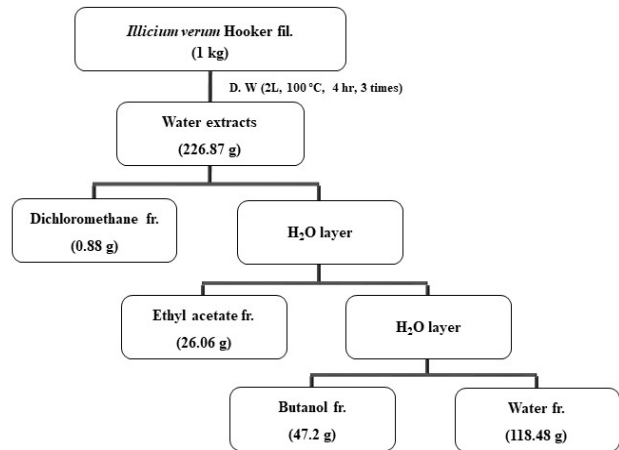 Illicium verum Hooker fil.
(1 kg)
D. W (2L, 100 °C, 4 hr, 3 times)
Water extracts
(226.87 g)
Dichloromethane fr.
(0.88 g)
H₂O layer
Ethyl acetate fr.
(26.06 g)
H₂O layer
Butanol fr.
(47.2 g)
Water fr.
(118.48 g)